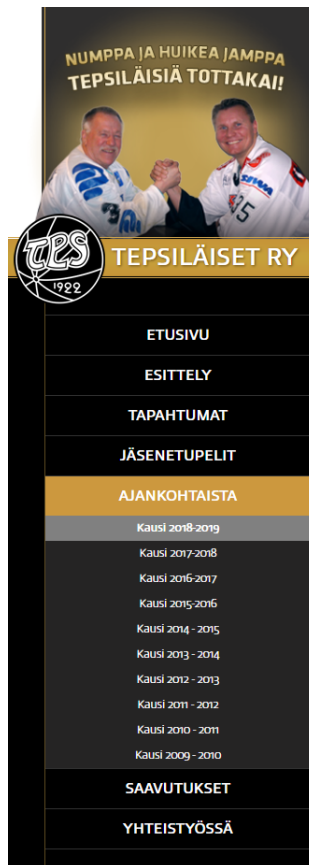 NUMPPA JA HUIKEA JAMPPA
TEPSILÄISIÄ TOTTAKAI!
35
TPS
1922
TEPSILÄISET RY
ETUSIVU
ESITTELY
TAPAHTUMAT
JÄSENETUPELIT
AJANKOHTAISTA
Kausi 2018-2019
Kausi 2017-2018
Kausi 2016-2017
Kausi 2015-2016
Kausi 2014 - 2015
Kausi 2013 - 2014
Kausi 2012 - 2013
Kausi 2011 - 2012
Kausi 2010 - 2011
Kausi 2009 - 2010
SAAVUTUKSET
YHTEISTYÖSSÄ